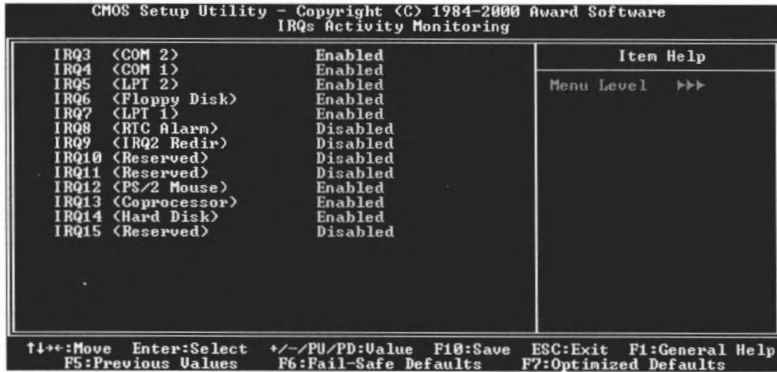 CMOS Setup Utility - Copyright (C) 1984-2000 Award Software
IRQs Activity Monitoring
IRQ3 (COM 2) Enabled
IRQ4 (COM 1) Enabled
IRQ5 (LPT 2) Enabled
IRQ6 (Floppy Disk) Enabled
IRQ7 (LPT 1) Enabled
IRQ8 (RTC Alarm) Disabled
IRQ9 (IRQ2 Redir) Disabled
IRQ10 (Reserved) Disabled
IRQ11 (Reserved) Disabled
IRQ12 (PS/2 Mouse) Enabled
IRQ13 (Coprocessor) Enabled
IRQ14 (Hard Disk) Enabled
IRQ15 (Reserved) Disabled
Item Help
Menu Level ►►►
↑↓→←:Move Enter:Select +/-/PU/PD:Value F10:Save ESC:Exit F1:General Help
F5:Previous Values F6:Fail-Safe Defaults F7:Optimized Defaults